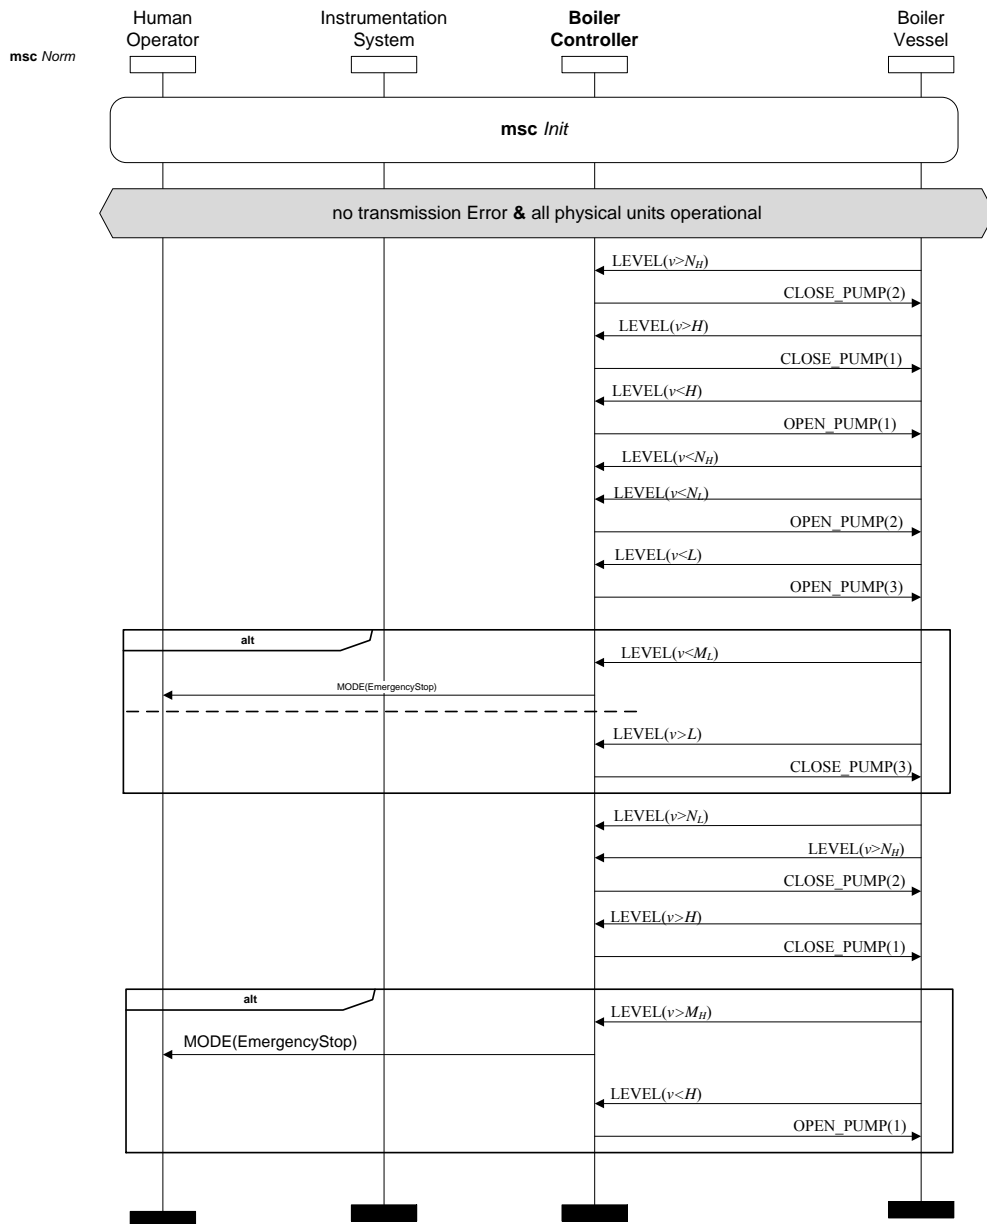 Human
Operator
Instrumentation
System
Boiler
Controller
Boiler
Vessel
msc Norm
msc Init
no transmission Error & all physical units operational
LEVEL(v>N_H)
CLOSE_PUMP(2)
LEVEL(v>H)
CLOSE_PUMP(1)
LEVEL(v<H)
OPEN_PUMP(1)
LEVEL(v<N_H)
LEVEL(v<N_L)
OPEN_PUMP(2)
LEVEL(v<L)
OPEN_PUMP(3)
alt
LEVEL(v<M_L)
MODE(EmergencyStop)
LEVEL(v>L)
CLOSE_PUMP(3)
LEVEL(v>N_L)
LEVEL(v>N_H)
CLOSE_PUMP(2)
LEVEL(v>H)
CLOSE_PUMP(1)
alt
LEVEL(v>M_H)
MODE(EmergencyStop)
LEVEL(v<H)
OPEN_PUMP(1)